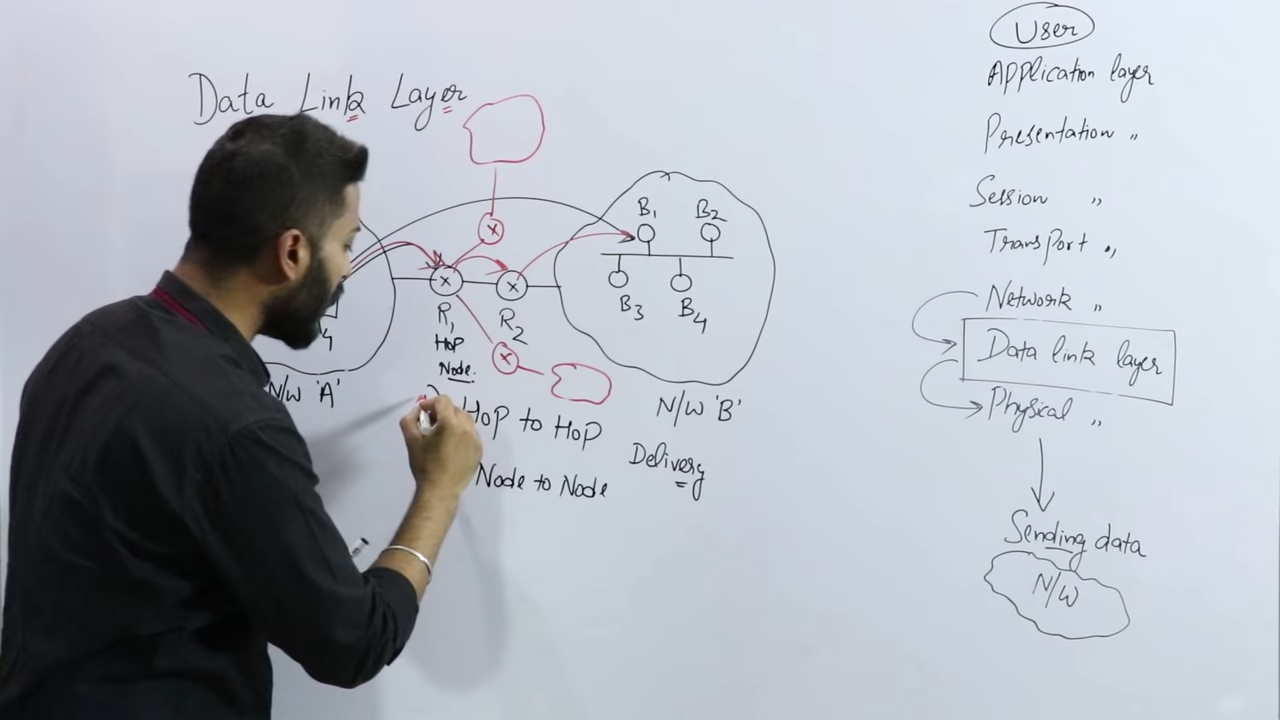 Data Link Layer
B1 B2
B3 B4
x
x x
x
R1 R2
HOP
Node.
4
N/W 'A'
N/W 'B'
HOP to HOP
Delivery
Node to Node
User
Application layer
Presentation "
Session "
Transport "
Network "
Data link layer
Physical "
Sending data
N/W